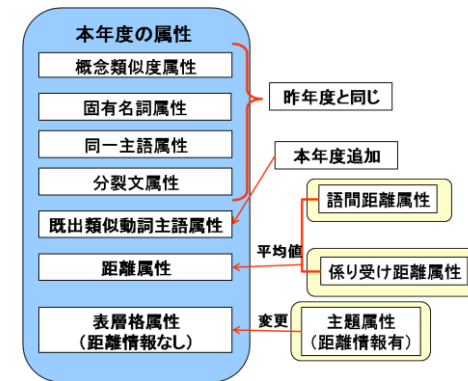 本年度の属性
概念類似度属性
固有名詞属性
同一主語属性
分裂文属性
既出類似動詞主語属性
距離属性
表層格属性
(距離情報なし)
昨年度と同じ
本年度追加
語間距離属性
平均値
係り受け距離属性
変更
主題属性
(距離情報有)